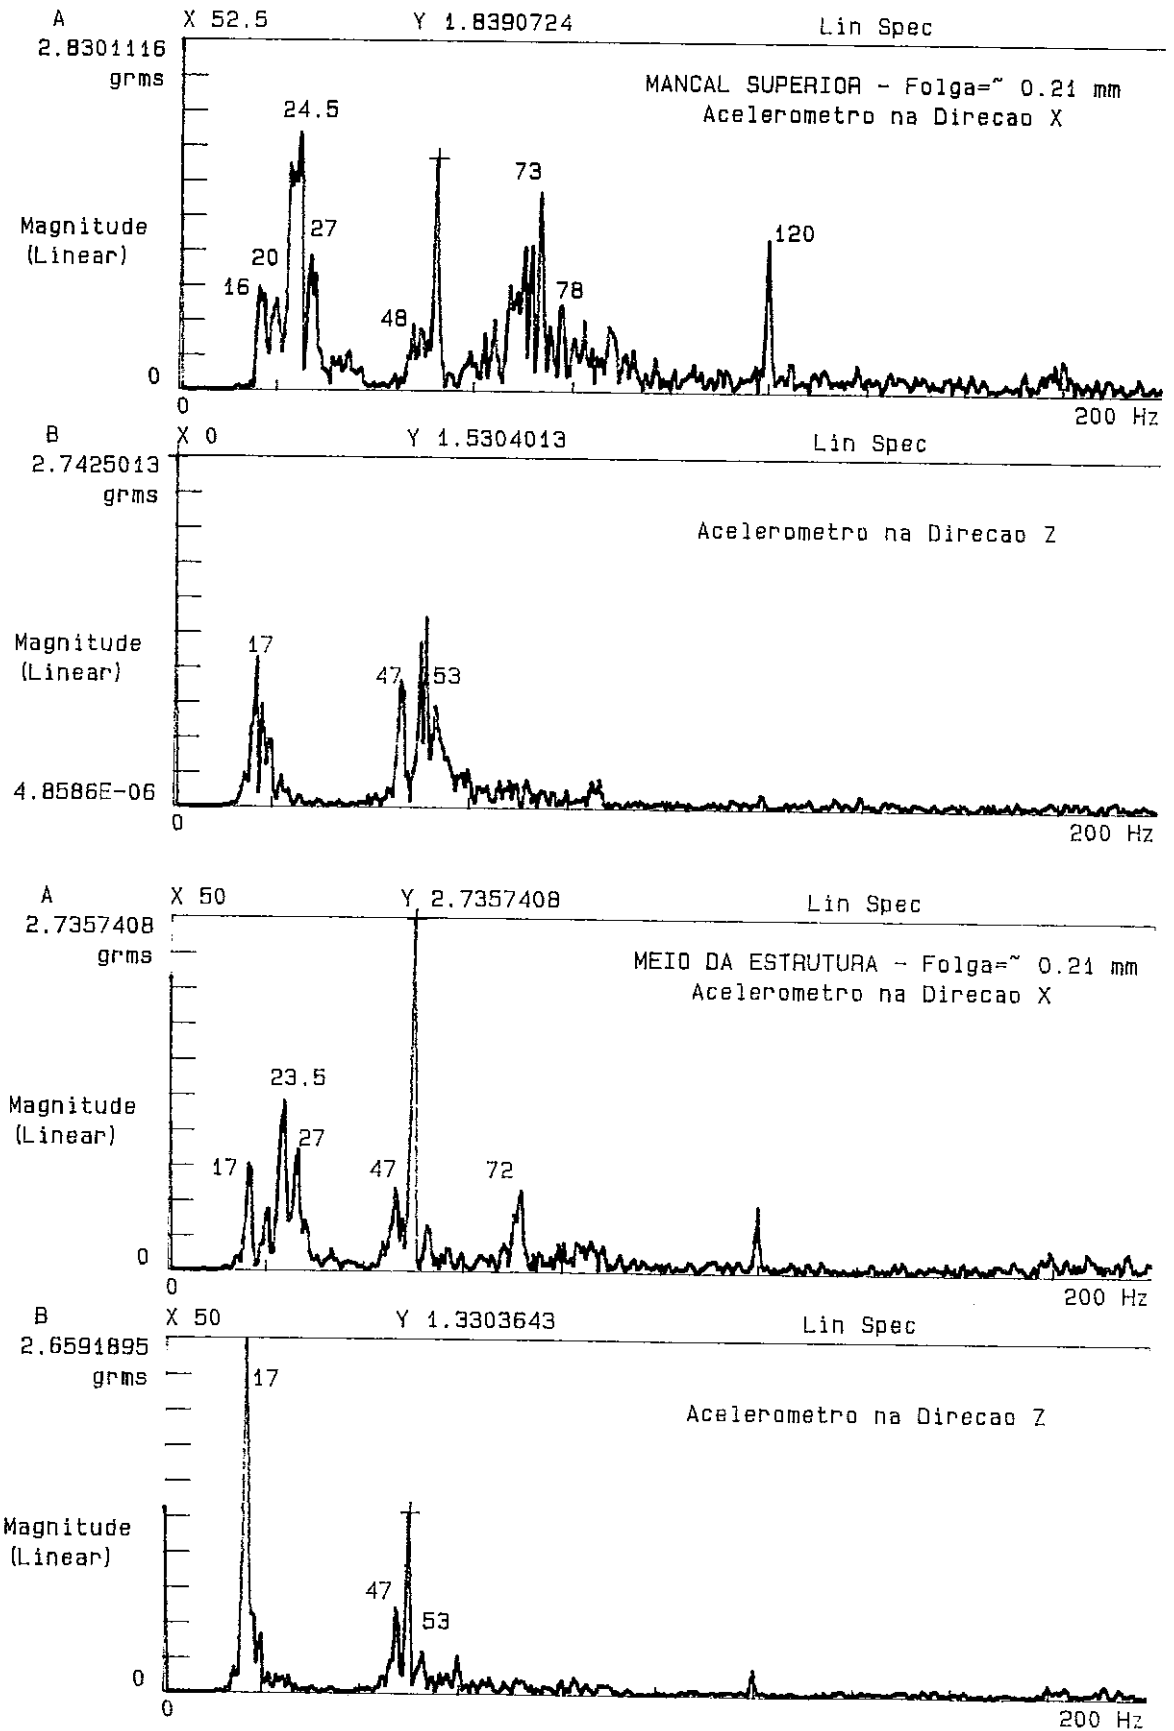 A X 52.5 Y 1.8390724 Lin Spec
2.8301116
grms
MANCAL SUPERIOR - Folga=~ 0.21 mm
Acelerometro na Direcao X
24.5
73
Magnitude
(Linear)
27
120
20
16
78
48
0
0 200 Hz
B X 0 Y 1.5304013 Lin Spec
2.7425013
grms
Acelerometro na Direcao Z
Magnitude
(Linear)
17
47 53
4.8586E-06
0 200 Hz
A X 50 Y 2.7357408 Lin Spec
2.7357408
grms
MEIO DA ESTRUTURA - Folga=~ 0.21 mm
Acelerometro na Direcao X
23.5
Magnitude
(Linear)
27
17 47 72
0
0 200 Hz
B X 50 Y 1.3303643 Lin Spec
2.6591895
grms
17
Acelerometro na Direcao Z
Magnitude
(Linear)
47
53
0
0 200 Hz